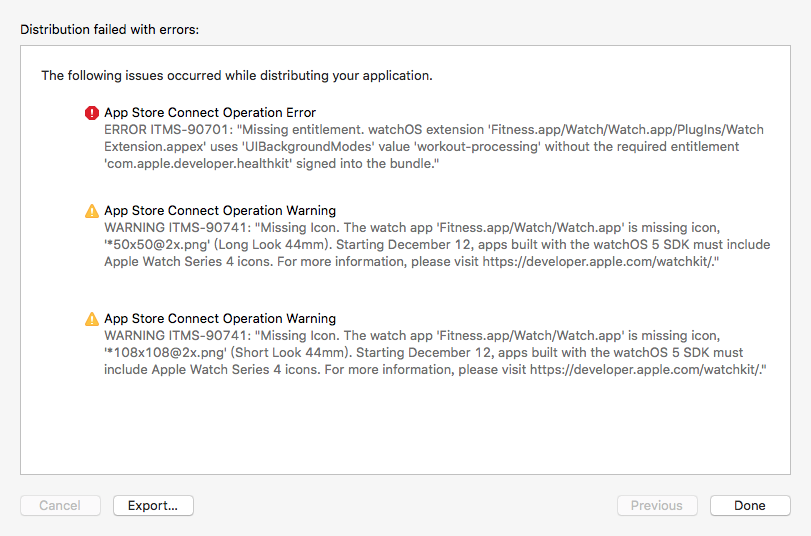 Distribution failed with errors:
The following issues occurred while distributing your application.
App Store Connect Operation Error
ERROR ITMS-90701: "Missing entitlement. watchOS extension 'Fitness.app/Watch/Watch.app/PlugIns/Watch
Extension.appex' uses 'UIBackgroundModes' value 'workout-processing' without the required entitlement
'com.apple.developer.healthkit' signed into the bundle."
App Store Connect Operation Warning
WARNING ITMS-90741: "Missing Icon. The watch app 'Fitness.app/Watch/Watch.app' is missing icon,
'*50x50@2x.png' (Long Look 44mm). Starting December 12, apps built with the watchOS 5 SDK must include
Apple Watch Series 4 icons. For more information, please visit https://developer.apple.com/watchkit/."
App Store Connect Operation Warning
WARNING ITMS-90741: "Missing Icon. The watch app 'Fitness.app/Watch/Watch.app' is missing icon,
'*108x108@2x.png' (Short Look 44mm). Starting December 12, apps built with the watchOS 5 SDK must
include Apple Watch Series 4 icons. For more information, please visit https://developer.apple.com/watchkit/."
Cancel
Export...
Previous
Done